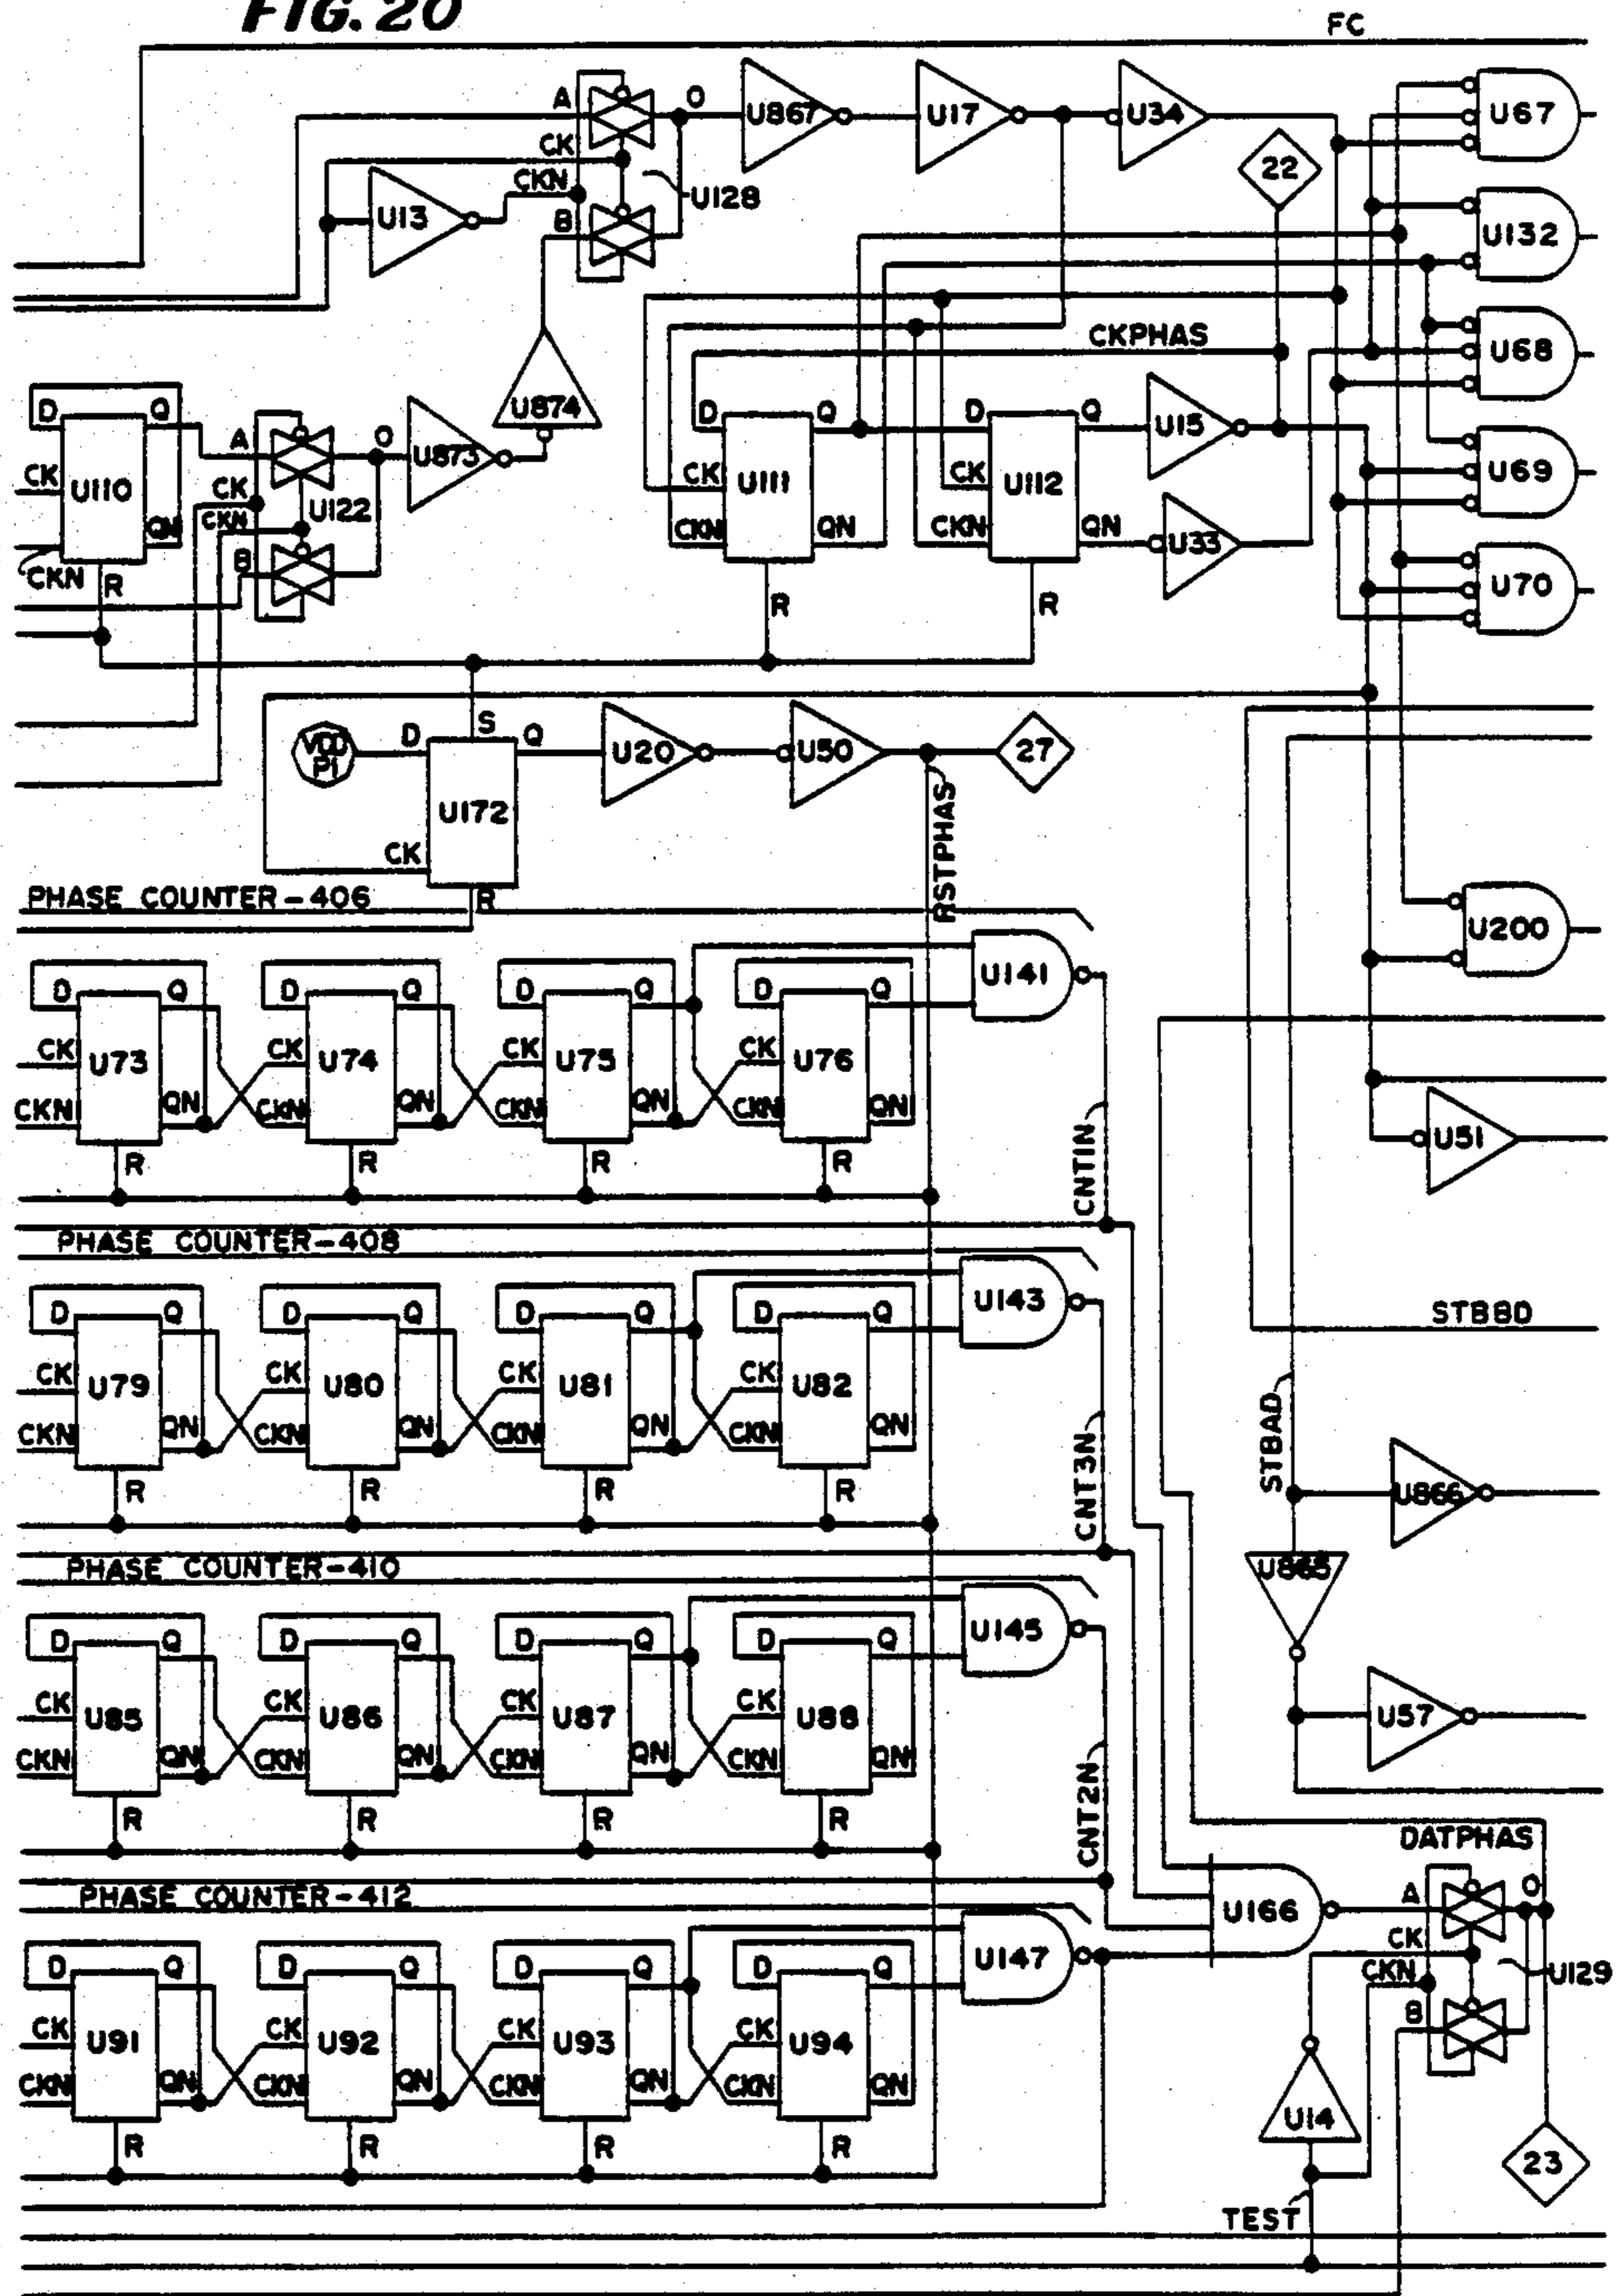 FIG. 20
FC
A
O
U867
U17
U34
U67
CK
22
CKN
U128
U13
B
U132
CKPHAS
U68
U874
D
Q
A
O
U873
D
Q
D
Q
U15
CK
U110
CK
U122
CK
U111
CK
U112
U69
CKN
QN
CKN
QN
CKN
QN
U33
CKN
R
B
R
R
U70
S
VDD
P1
D
Q
U20
U50
27
U172
CK
RSTPHAS
PHASE COUNTER-406
R
U200
D
Q
D
Q
D
Q
D
Q
U141
CK
U73
CK
U74
CK
U75
CK
U76
CKN
QN
CKN
QN
CKN
QN
CKN
QN
R
R
R
R
CNT1N
U51
PHASE COUNTER-408
D
Q
D
Q
D
Q
D
Q
U143
STB8D
CK
U79
CK
U80
CK
U81
CK
U82
CKN
QN
CKN
QN
CKN
QN
CKN
QN
R
R
R
R
CNT3N
STBAD
U866
PHASE COUNTER-410
U865
D
Q
D
Q
D
Q
D
Q
U145
CK
U85
CK
U86
CK
U87
CK
U88
U57
CKN
QN
CKN
QN
CKN
QN
CKN
QN
R
R
R
R
CNT2N
DATPHAS
PHASE COUNTER-412
A
O
U166
D
Q
D
Q
D
Q
D
Q
U147
CK
CKN
U129
CK
U91
CK
U92
CK
U93
CK
U94
B
CKN
QN
CKN
QN
CKN
QN
CKN
QN
U14
R
R
R
R
23
TEST